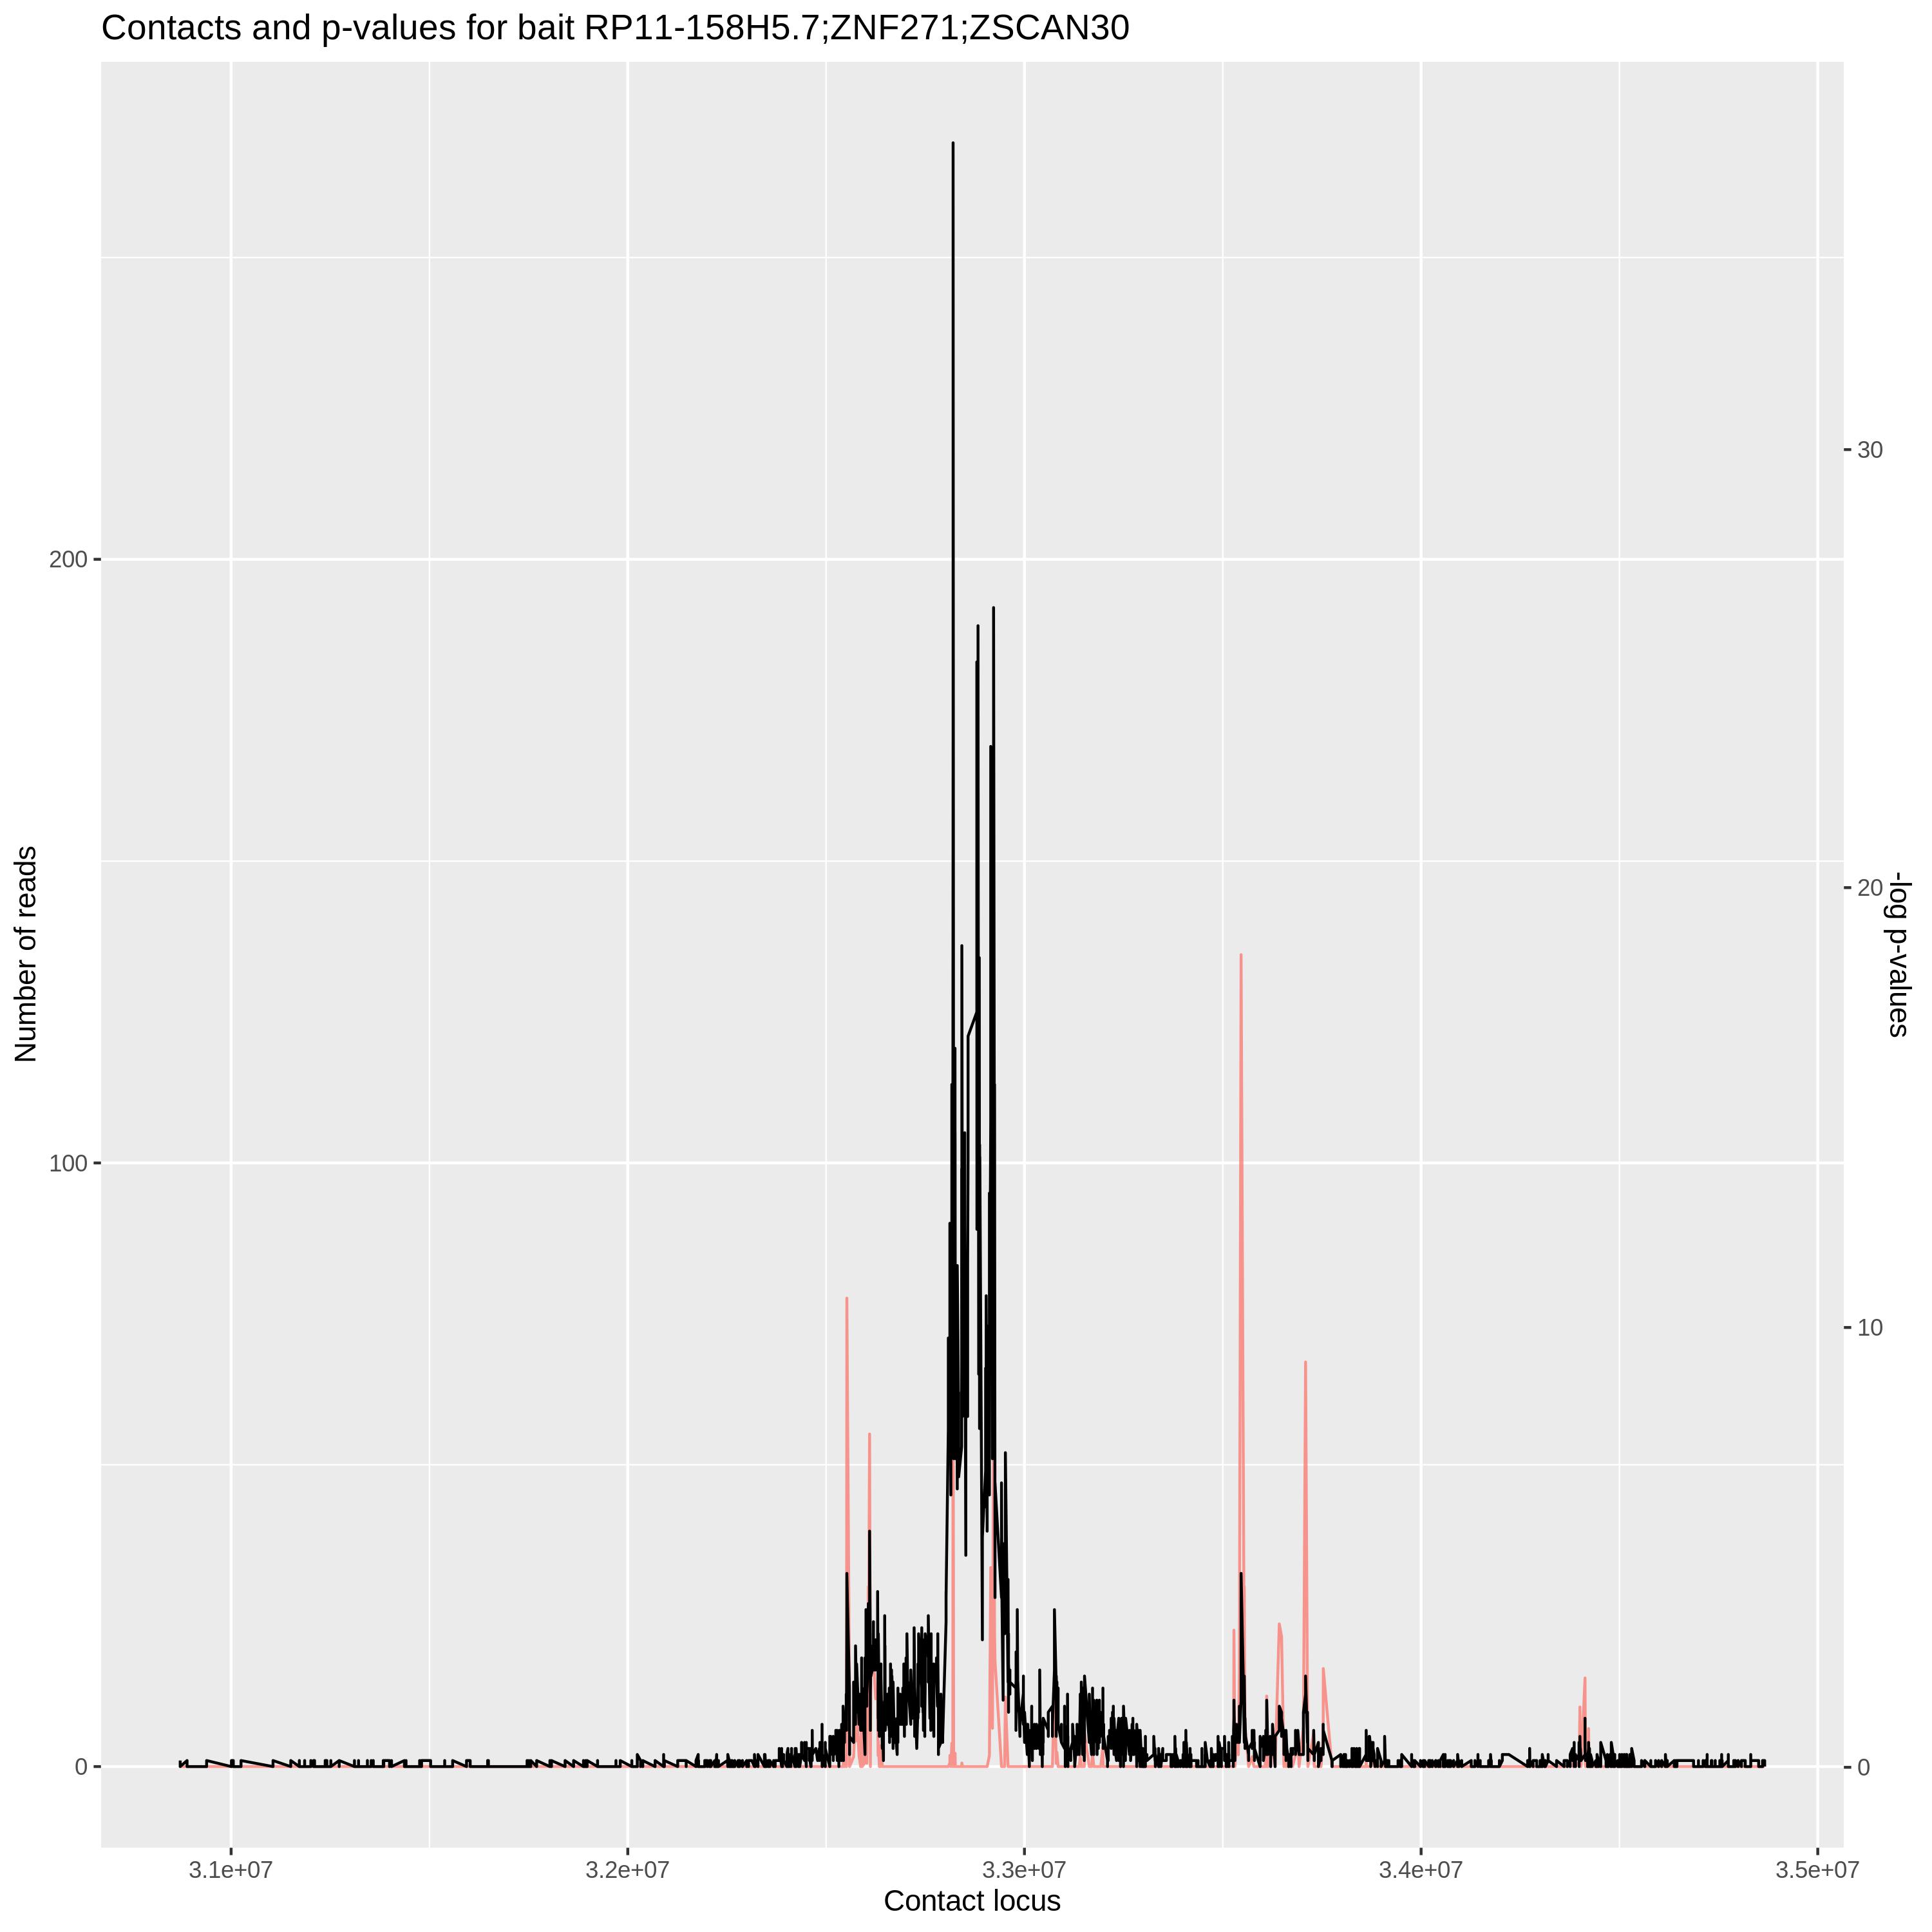 Contacts and p-values for bait RP11-158H5.7;ZNF271;ZSCAN30
Number of reads
200
100
0
30
20
10
0
-log p-values
3.1e+07 3.2e+07 3.3e+07 3.4e+07 3.5e+07
Contact locus